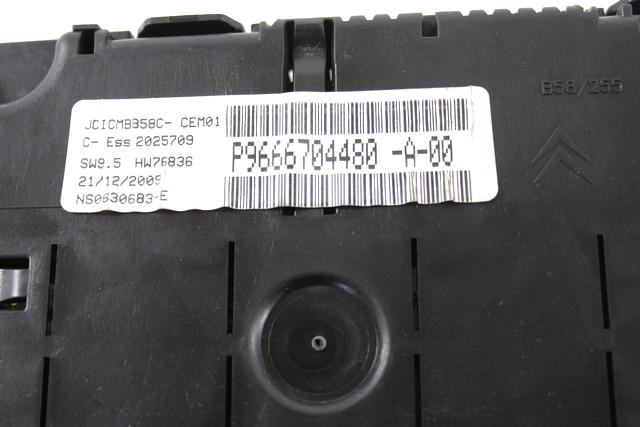 B58/255
JCICMB358C- CEM01
C- Ess 2025709
SW9.5 HW76836
21/12/2009
NS0630683-E
P9666704480 -A-00